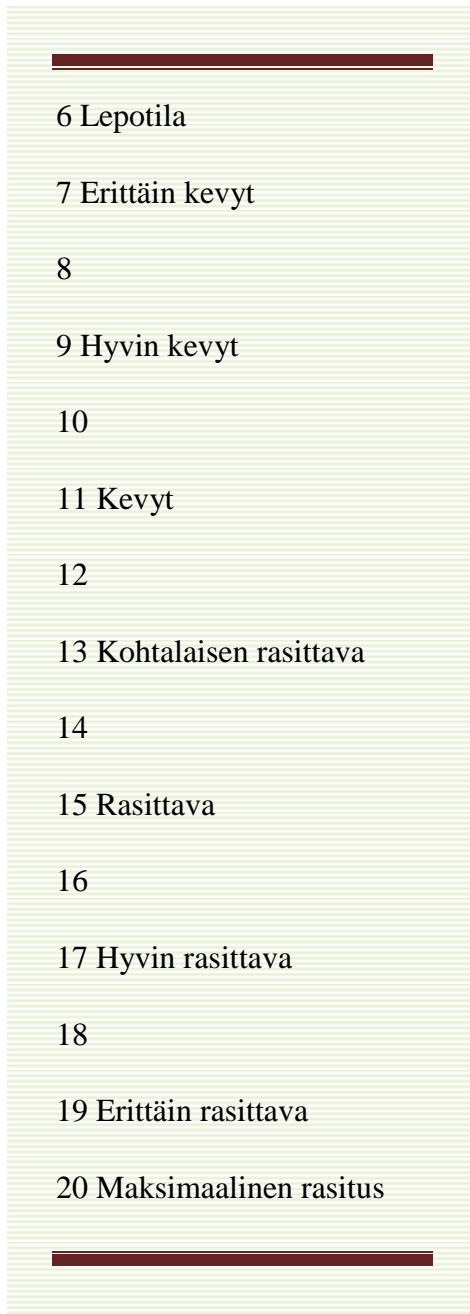 6 Lepotila
7 Erittäin kevyt
8
9 Hyvin kevyt
10
11 Kevyt
12
13 Kohtalaisen rasittava
14
15 Rasittava
16
17 Hyvin rasittava
18
19 Erittäin rasittava
20 Maksimaalinen rasitus